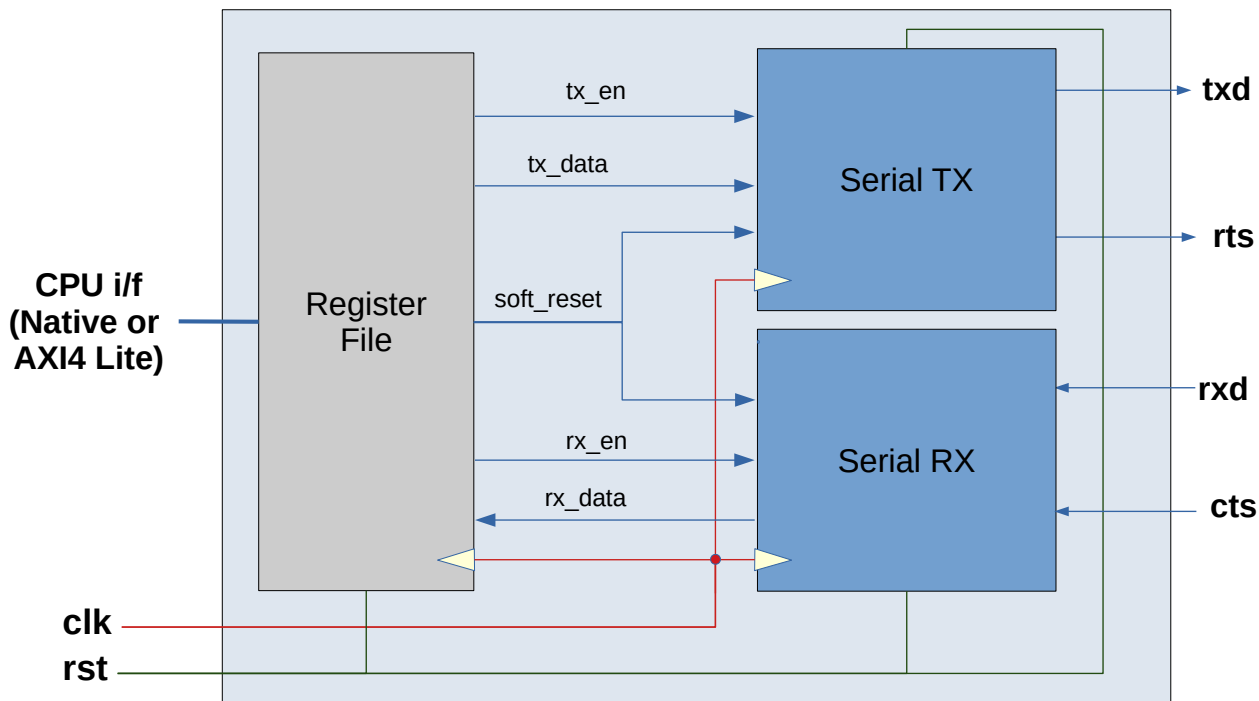 tx_en
txd
tx_data
Serial TX
rts
CPU i/f
(Native or
AXI4 Lite)
Register
File
soft_reset
rxd
rx_en
Serial RX
rx_data
cts
clk
rst